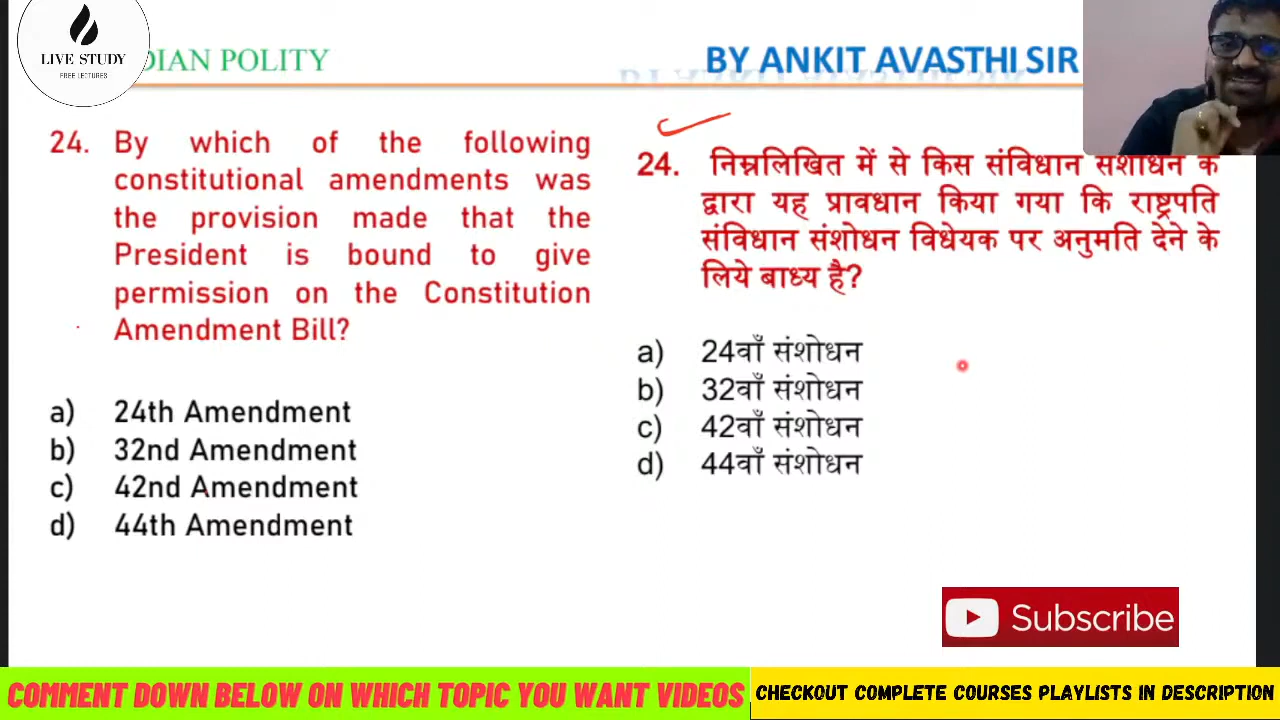 LIVE STUDY
FREE LECTURES
DIAN POLITY
BY ANKIT AVASTHI SIR
24. By which of the following
constitutional amendments was
the provision made that the
President is bound to give
permission on the Constitution
Amendment Bill?
a) 24th Amendment
b) 32nd Amendment
c) 42nd Amendment
d) 44th Amendment
24. निम्नलिखित में से किस संविधान संशोधन के
द्वारा यह प्रावधान किया गया कि राष्ट्रपति
संविधान संशोधन विधेयक पर अनुमति देने के
लिये बाध्य है?
a) 24वाँ संशोधन
b) 32वाँ संशोधन
c) 42वाँ संशोधन
d) 44वाँ संशोधन
Subscribe
COMMENT DOWN BELOW ON WHICH TOPIC YOU WANT VIDEOS
CHECKOUT COMPLETE COURSES PLAYLISTS IN DESCRIPTION